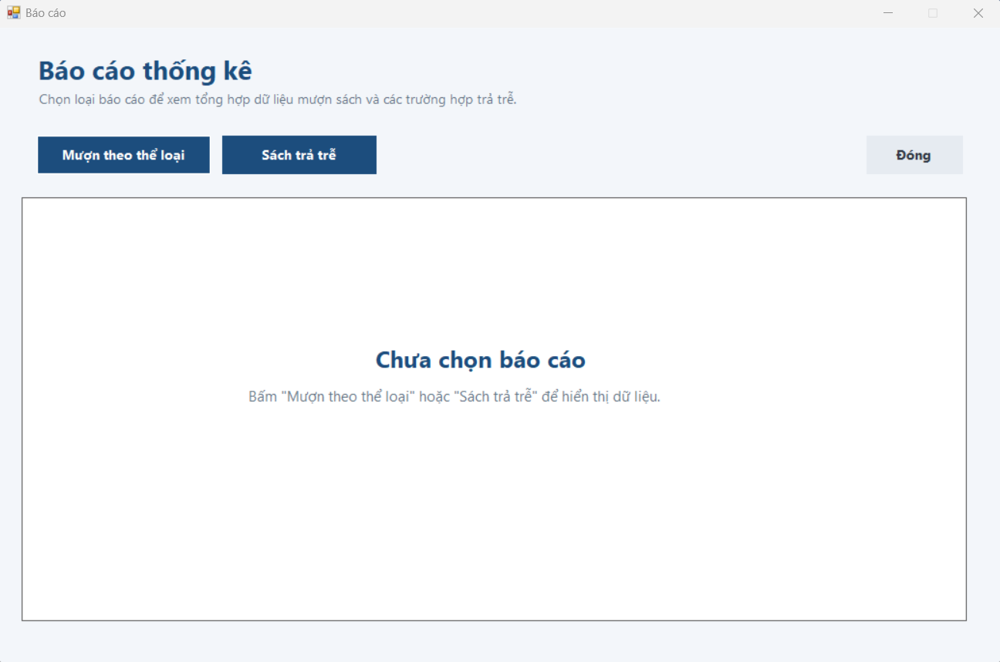 Báo cáo
Báo cáo thống kê
Chọn loại báo cáo để xem tổng hợp dữ liệu mượn sách và các trường hợp trả trễ.
Mượn theo thể loại
Sách trả trễ
Đóng
Chưa chọn báo cáo
Bấm "Mượn theo thể loại" hoặc "Sách trả trễ" để hiển thị dữ liệu.